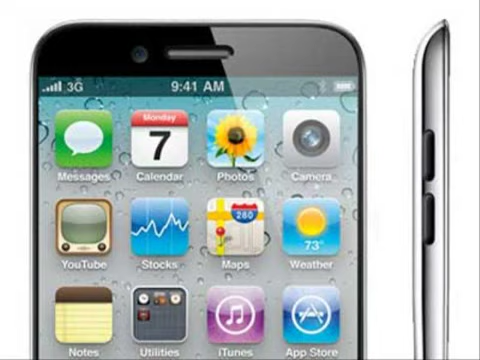 3G 9:41 AM
Monday
7
Messages Calendar Photos Camera
280
73°
YouTube Stocks Maps Weather
Notes Utilities iTunes App Store